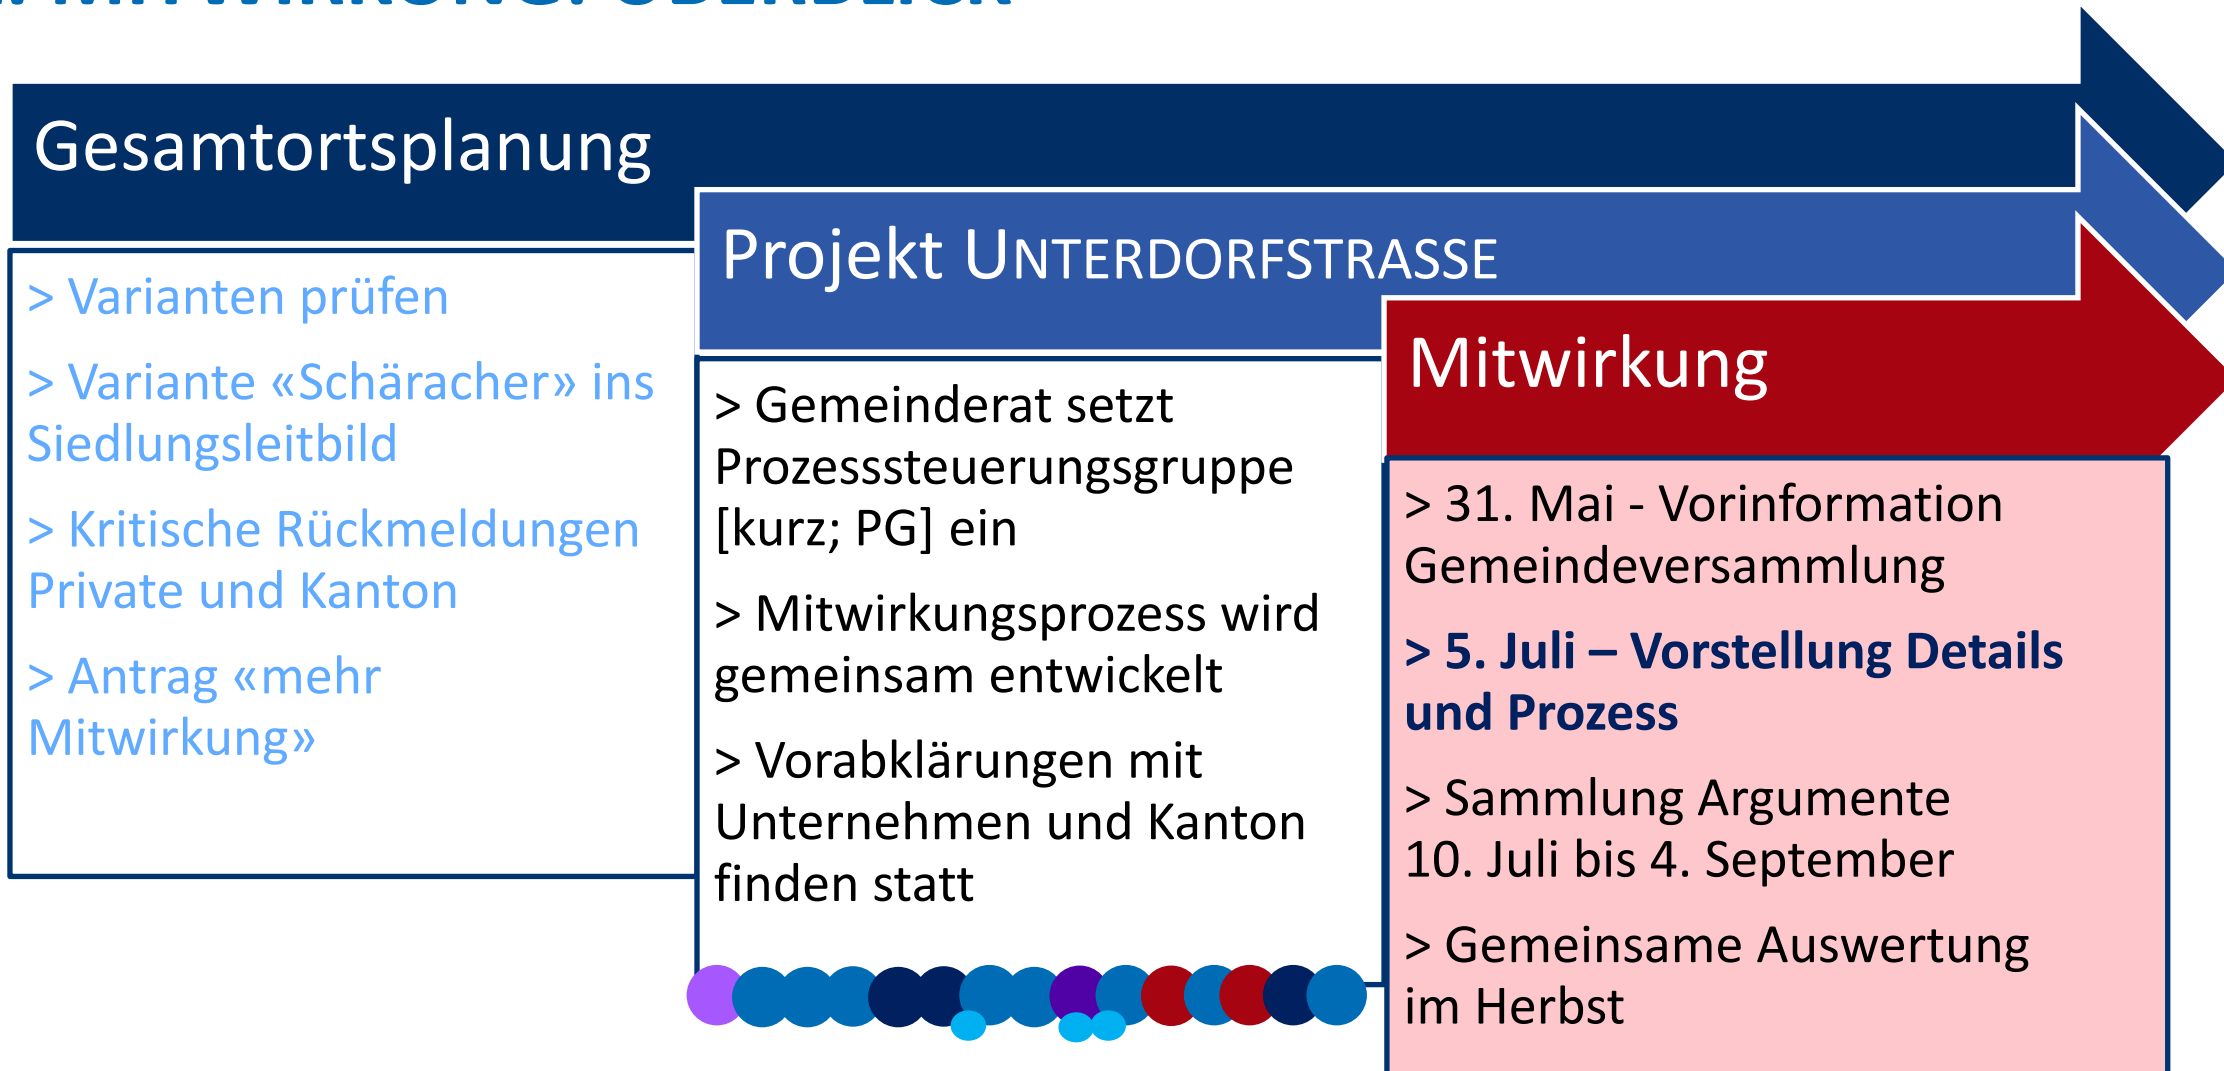 MITWIRKUNG: ÜBERBLICK
Gesamtortsplanung
> Varianten prüfen
> Variante «Schäracher» ins
Siedlungsleitbild
> Kritische Rückmeldungen
Private und Kanton
> Antrag «mehr
Mitwirkung»
Projekt UNTERDORFSTRASSE
> Gemeinderat setzt
Prozesssteuerungsgruppe
[kurz; PG] ein
> Mitwirkungsprozess wird
gemeinsam entwickelt
> Vorabklärungen mit
Unternehmen und Kanton
finden statt
Mitwirkung
> 31. Mai - Vorinformation
Gemeindeversammlung
> 5. Juli – Vorstellung Details
und Prozess
> Sammlung Argumente
10. Juli bis 4. September
> Gemeinsame Auswertung
im Herbst